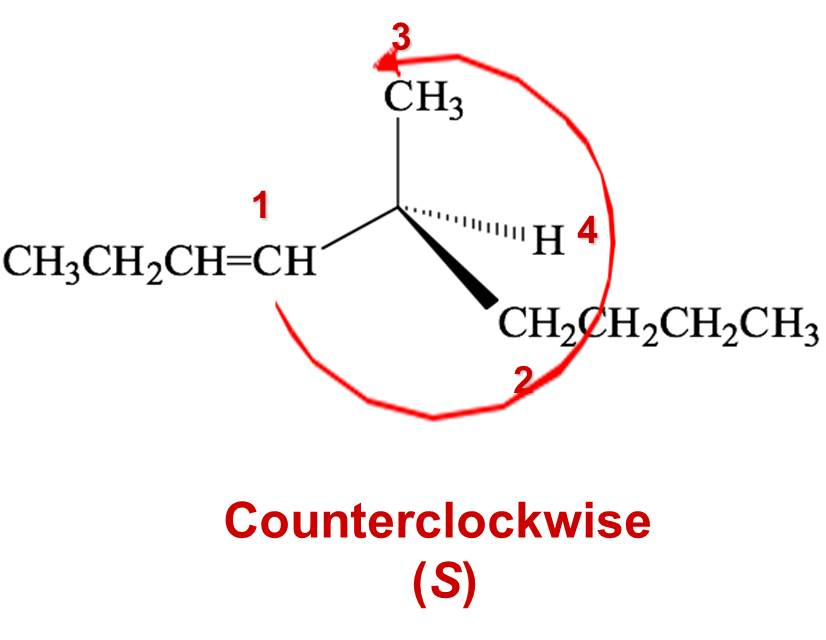 3
CH₃
1
H 4
CH₃CH₂CH=CH
CH₂CH₂CH₂CH₃
2
Counterclockwise
(S)